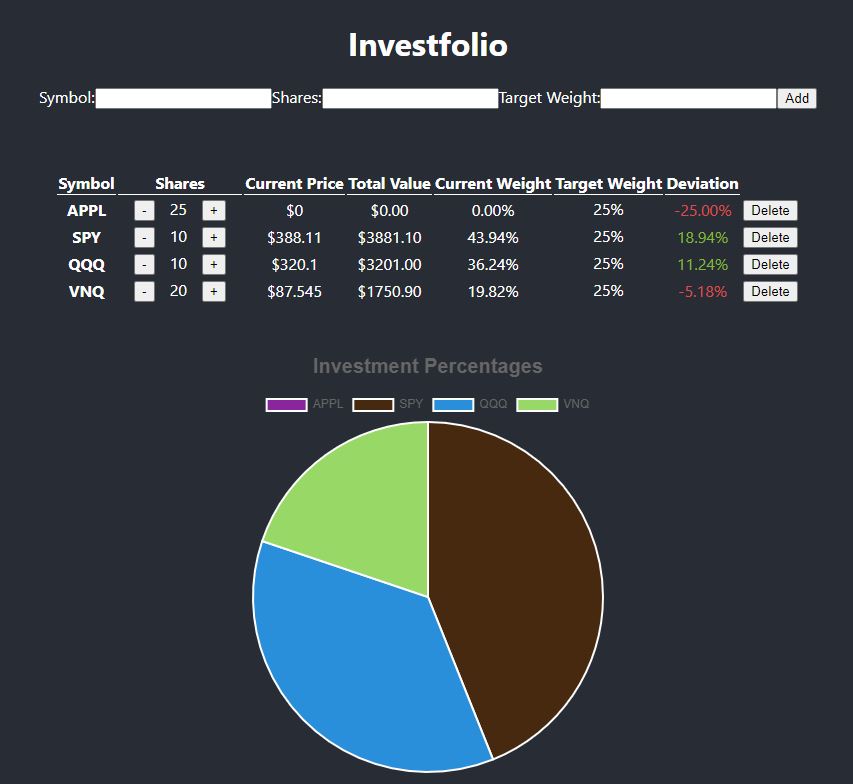 Investfolio
Symbol: Shares: Target Weight: Add
Symbol Shares Current Price Total Value Current Weight Target Weight Deviation
APPL - 25 + $0 $0.00 0.00% 25% -25.00% Delete
SPY - 10 + $388.11 $3881.10 43.94% 25% 18.94% Delete
QQQ - 10 + $320.1 $3201.00 36.24% 25% 11.24% Delete
VNQ - 20 + $87.545 $1750.90 19.82% 25% -5.18% Delete
Investment Percentages
APPL SPY QQQ VNQ